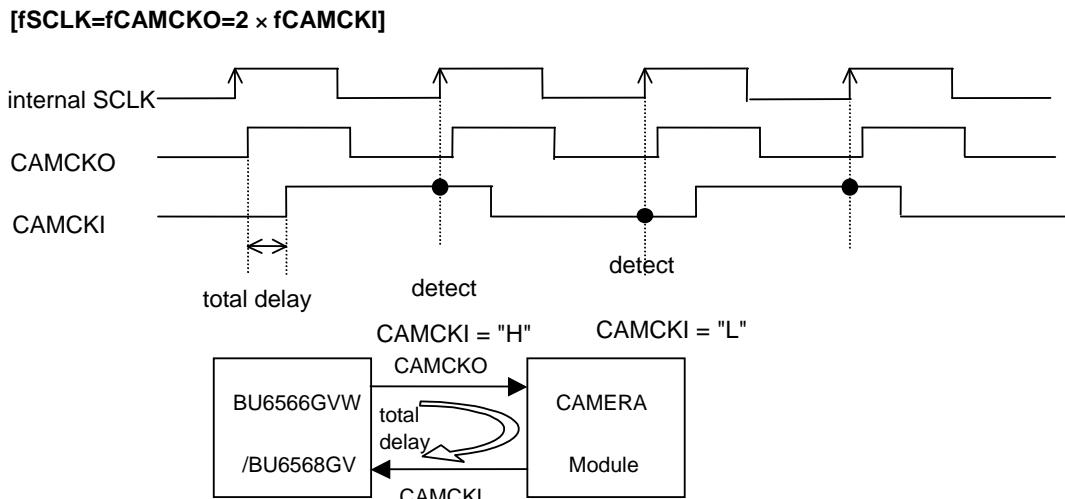 [fSCLK=fCAMCKO=2 × fCAMCKI]
internal SCLK
CAMCKO
CAMCKI
total delay
detect
detect
CAMCKI = "H"
CAMCKI = "L"
CAMCKO
BU6566GVW
/BU6568GV
total
delay
CAMERA
Module
CAMCKI